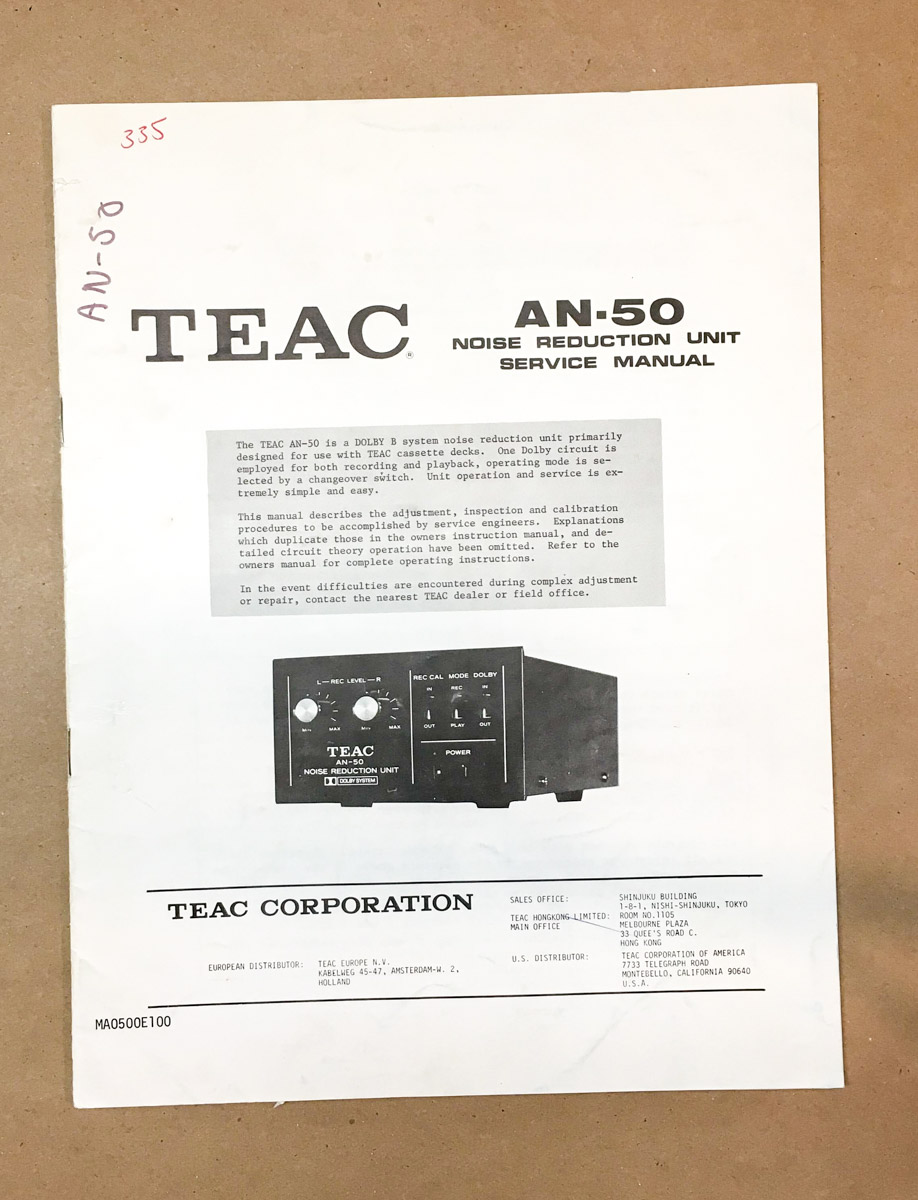 335
AN-50
TEAC®
AN-50
NOISE REDUCTION UNIT
SERVICE MANUAL
The TEAC AN-50 is a DOLBY B system noise reduction unit primarily
designed for use with TEAC cassette decks. One Dolby circuit is
employed for both recording and playback, operating mode is se-
lected by a changeover switch. Unit operation and service is ex-
tremely simple and easy.
This manual describes the adjustment, inspection and calibration
procedures to be accomplished by service engineers. Explanations
which duplicate those in the owners instruction manual, and de-
tailed circuit theory operation have been omitted. Refer to the
owners manual for complete operating instructions.
In the event difficulties are encountered during complex adjustment
or repair, contact the nearest TEAC dealer or field office.
L—REC LEVEL—R
REC CAL MODE DOLBY
IN REC IN
MIN MAX MIN MAX
OUT PLAY OUT
TEAC
AN-50
NOISE REDUCTION UNIT
DOLBY SYSTEM
POWER
TEAC CORPORATION
SALES OFFICE: SHINJUKU BUILDING
1-8-1, NISHI-SHINJUKU, TOKYO
TEAC HONGKONG LIMITED: ROOM NO.1105
MAIN OFFICE MELBOURNE PLAZA
33 QUEE'S ROAD C.
HONG KONG
EUROPEAN DISTRIBUTOR: TEAC EUROPE N.V.
KABELWEG 45-47, AMSTERDAM-W. 2,
HOLLAND
U.S. DISTRIBUTOR: TEAC CORPORATION OF AMERICA
7733 TELEGRAPH ROAD
MONTEBELLO, CALIFORNIA 90640
U.S.A.
MA0500E100